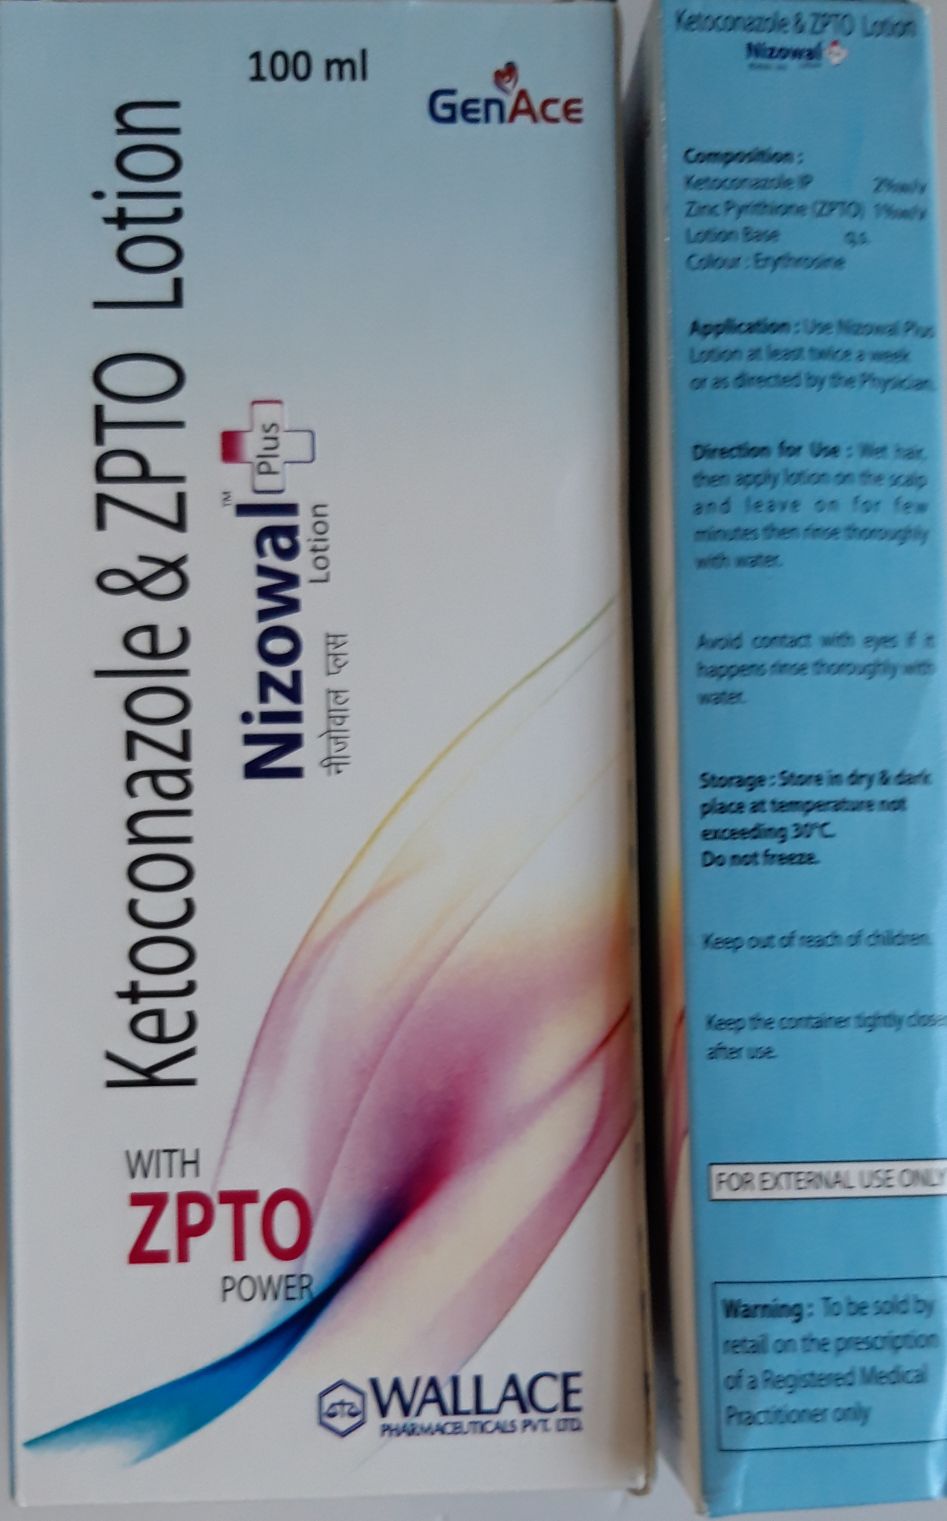 100 ml
GenAce
Ketoconazole & ZPTO Lotion
Nizowal™ Plus
Lotion
नीजोवाल प्लस
WITH
ZPTO
POWER
WALLACE
PHARMACEUTICALS PVT. LTD.
Ketoconazole & ZPTO Lotion
Nizowal
Composition :
Ketoconazole IP 2%w/v
Zinc Pyrithione (ZPTO) 1%w/v
Lotion Base q.s.
Colour : Erythrosine
Application : Use Nizowal Plus
Lotion at least twice a week
or as directed by the Physician.
Direction for Use : Wet hair,
then apply lotion on the scalp
and leave on for few
minutes then rinse thoroughly
with water.
Avoid contact with eyes if it
happens rinse thoroughly with
water.
Storage : Store in dry & dark
place at temperature not
exceeding 30°C.
Do not freeze.
Keep out of reach of children.
Keep the container tightly close
after use.
FOR EXTERNAL USE ONLY
Warning : To be sold by
retail on the prescription
of a Registered Medical
Practitioner only